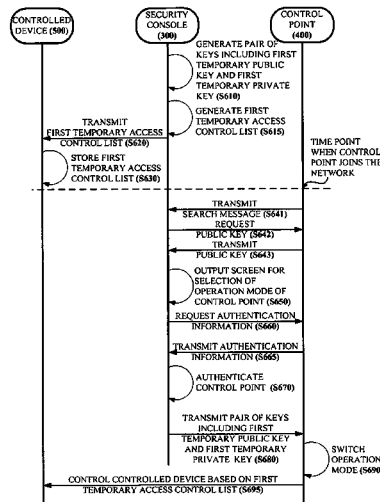 CONTROLLED
DEVICE (500)
SECURITY
CONSOLE
(300)
CONTROL
POINT
(400)
GENERATE PAIR OF
KEYS INCLUDING FIRST
TEMPORARY PUBLIC
KEY AND FIRST
TEMPORARY PRIVATE
KEY (S610)
GENERATE FIRST
TEMPORARY ACCESS
CONTROL LIST (S615)
TRANSMIT
FIRST TEMPORARY ACCESS
CONTROL LIST (S620)
STORE FIRST
TEMPORARY ACCESS
CONTROL LIST (S630)
TIME POINT
WHEN CONTROL
POINT JOINS THE
NETWORK
TRANSMIT
SEARCH MESSAGE (S641)
REQUEST
PUBLIC KEY (S642)
TRANSMIT
PUBLIC KEY (S643)
OUTPUT SCREEN FOR
SELECTION OF
OPERATION MODE OF
CONTROL POINT (S650)
REQUEST AUTHENTICATION
INFORMATION (S660)
TRANSMIT AUTHENTICATION
INFORMATION (S665)
AUTHENTICATE
CONTROL POINT (S670)
TRANSMIT PAIR OF KEYS
INCLUDING FIRST
TEMPORARY PUBLIC KEY
AND FIRST TEMPORARY
PRIVATE KEY (S680)
SWITCH
OPERATION
MODE (S690)
CONTROL CONTROLLED DEVICE BASED ON FIRST
TEMPORARY ACCESS CONTROL LIST (S695)